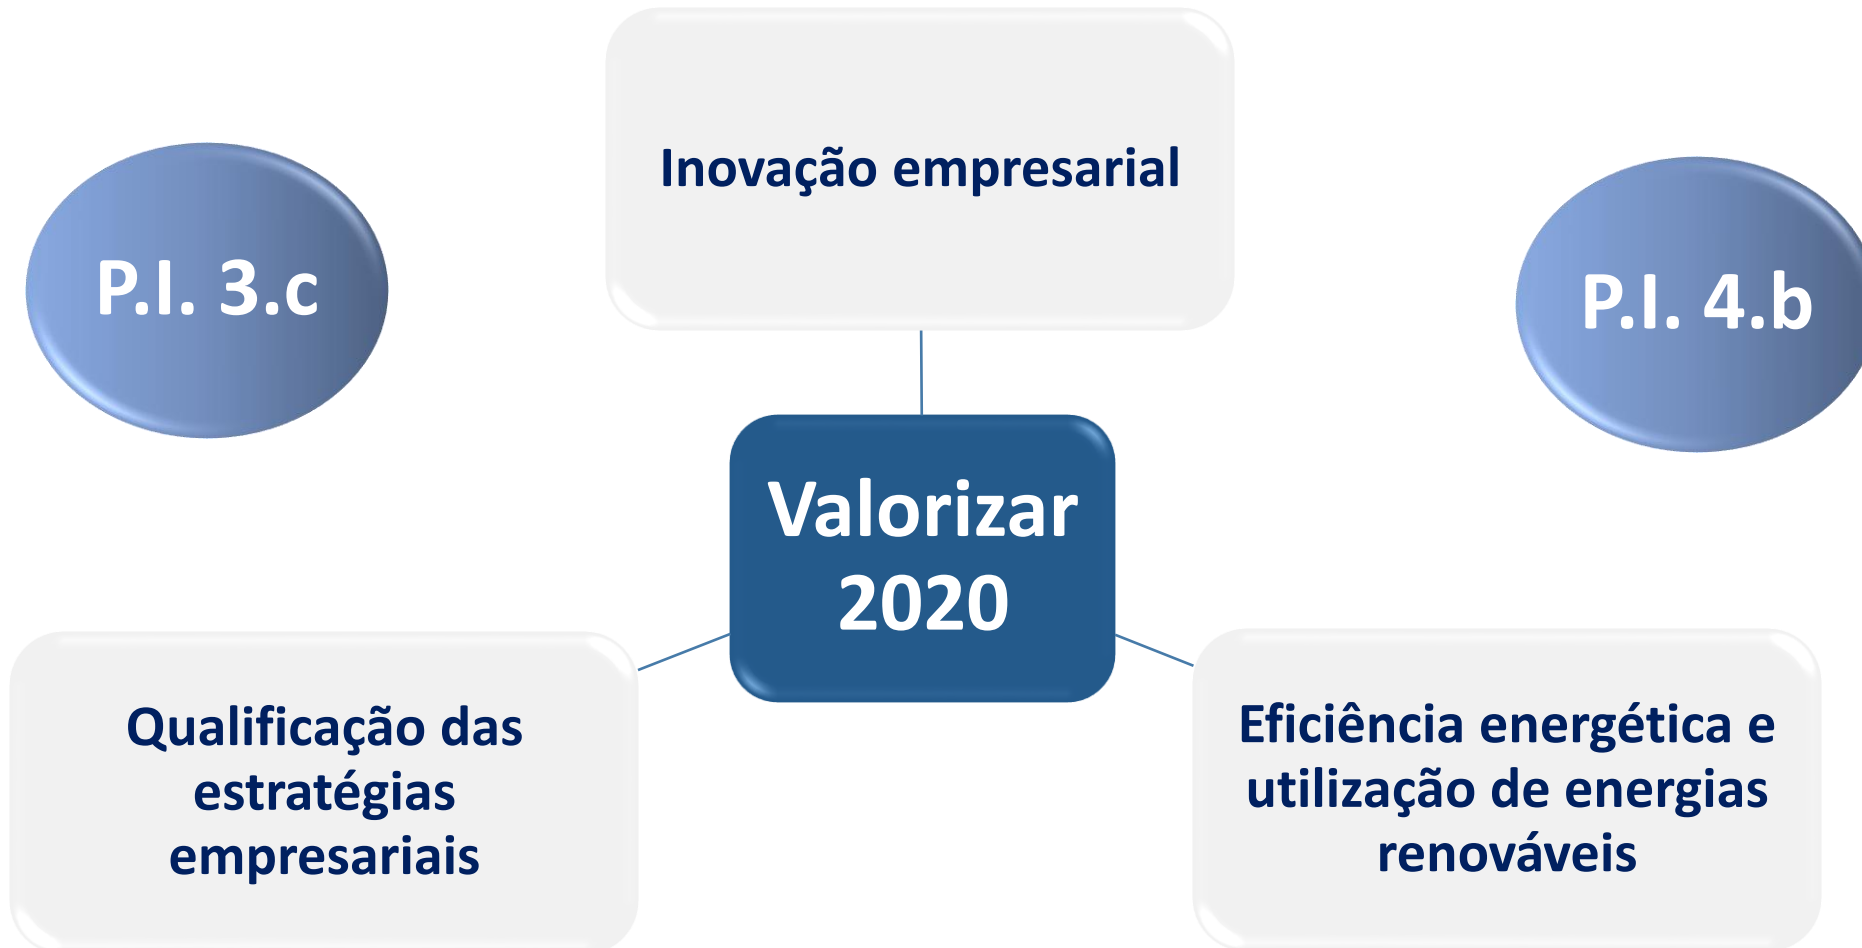 Inovação empresarial
P.I. 3.c
P.I. 4.b
Valorizar
2020
Qualificação das
estratégias
empresariais
Eficiência energética e
utilização de energias
renováveis